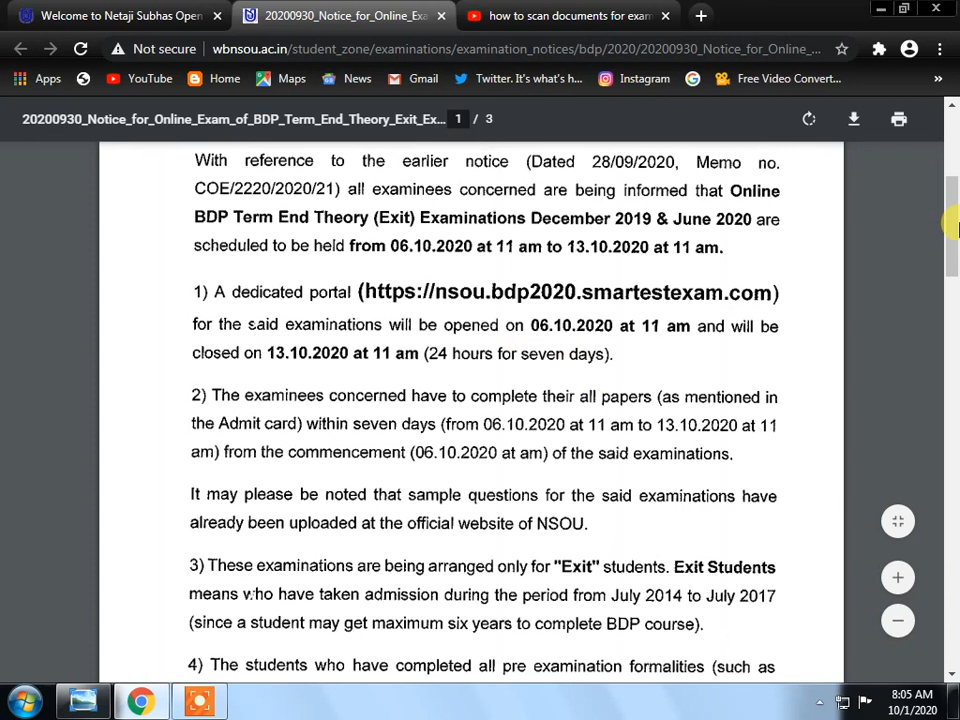 Welcome to Netaji Subhas Open
20200930_Notice_for_Online_Exa
how to scan documents for exam
Not secure
wbnsou.ac.in/student_zone/examinations/examination_notices/bdp/2020/20200930_Notice_for_Online_...
Apps
YouTube
Home
Maps
News
Gmail
Twitter. It's what's h...
Instagram
Free Video Convert...
»
20200930_Notice_for_Online_Exam_of_BDP_Term_End_Theory_Exit_Ex...
1 / 3
With reference to the earlier notice (Dated 28/09/2020, Memo no.
COE/2220/2020/21) all examinees concerned are being informed that Online
BDP Term End Theory (Exit) Examinations December 2019 & June 2020 are
scheduled to be held from 06.10.2020 at 11 am to 13.10.2020 at 11 am.
1) A dedicated portal (https://nsou.bdp2020.smartestexam.com)
for the said examinations will be opened on 06.10.2020 at 11 am and will be
closed on 13.10.2020 at 11 am (24 hours for seven days).
2) The examinees concerned have to complete their all papers (as mentioned in
the Admit card) within seven days (from 06.10.2020 at 11 am to 13.10.2020 at 11
am) from the commencement (06.10.2020 at am) of the said examinations.
It may please be noted that sample questions for the said examinations have
already been uploaded at the official website of NSOU.
3) These examinations are being arranged only for "Exit" students. Exit Students
means who have taken admission during the period from July 2014 to July 2017
(since a student may get maximum six years to complete BDP course).
4) The students who have completed all pre examination formalities (such as
8:05 AM
10/1/2020